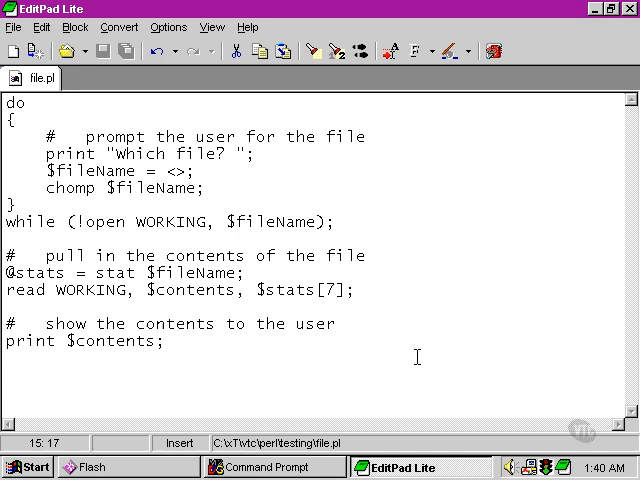 EditPad Lite
File Edit Block Convert Options View Help
file.pl
do
{
    #   prompt the user for the file
    print "Which file? ";
    $fileName = <>;
    chomp $fileName;
}
while (!open WORKING, $fileName);

#   pull in the contents of the file
@stats = stat $fileName;
read WORKING, $contents, $stats[7];

#   show the contents to the user
print $contents;
VTC
15: 17 Insert C:\xT\vtc\perl\testing\file.pl
Start Flash Command Prompt EditPad Lite 1:40 AM